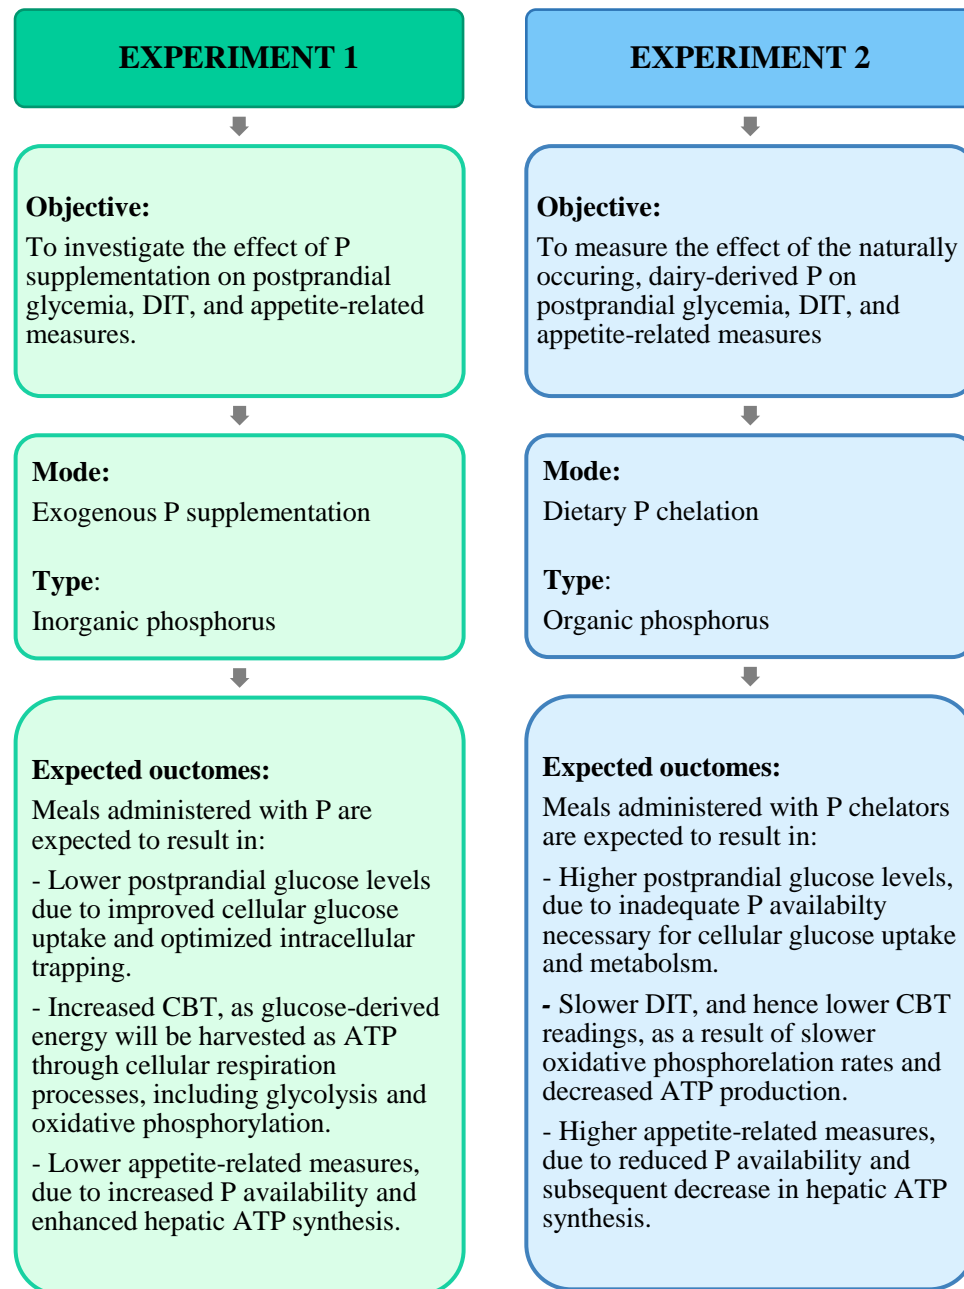 EXPERIMENT 1
Objective:
To investigate the effect of P
supplementation on postprandial
glycemia, DIT, and appetite-related
measures.
Mode:
Exogenous P supplementation
Type:
Inorganic phosphorus
Expected ouctomes:
Meals administered with P are
expected to result in:
- Lower postprandial glucose levels
due to improved cellular glucose
uptake and optimized intracellular
trapping.
- Increased CBT, as glucose-derived
energy will be harvested as ATP
through cellular respiration
processes, including glycolysis and
oxidative phosphorylation.
- Lower appetite-related measures,
due to increased P availability and
enhanced hepatic ATP synthesis.
EXPERIMENT 2
Objective:
To measure the effect of the naturally
occuring, dairy-derived P on
postprandial glycemia, DIT, and
appetite-related measures
Mode:
Dietary P chelation
Type:
Organic phosphorus
Expected ouctomes:
Meals administered with P chelators
are expected to result in:
- Higher postprandial glucose levels,
due to inadequate P availabilty
necessary for cellular glucose uptake
and metabolsm.
- Slower DIT, and hence lower CBT
readings, as a result of slower
oxidative phosphorelation rates and
decreased ATP production.
- Higher appetite-related measures,
due to reduced P availability and
subsequent decrease in hepatic ATP
synthesis.